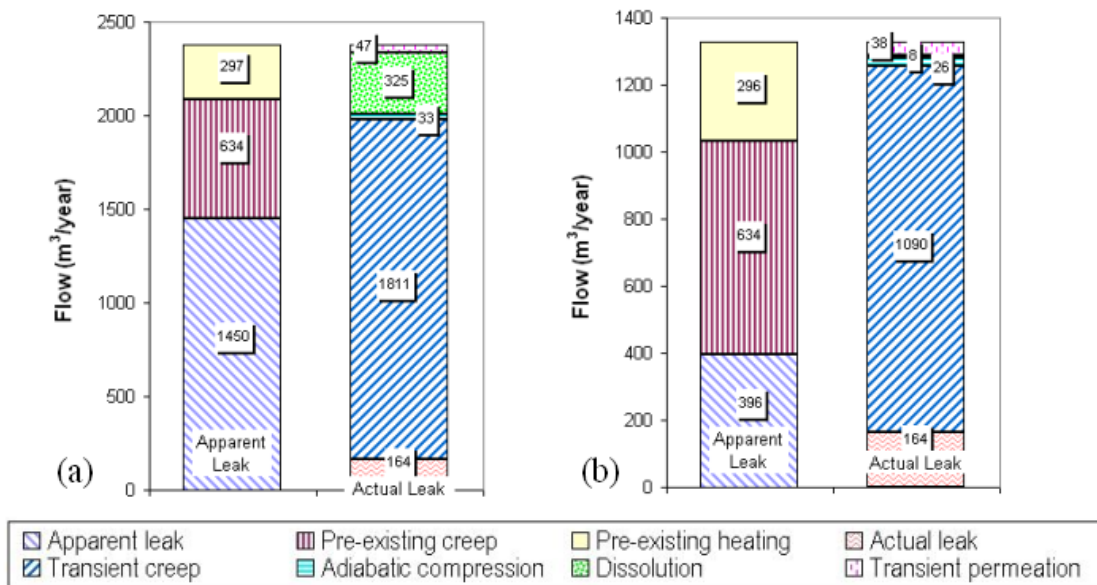 Flow (m³/year)
2500
2000
1500
1000
500
0
297
634
1450
Apparent
Leak
47
325
33
1811
164
Actual Leak
(a)
Flow (m³/year)
1400
1200
1000
800
600
400
200
0
296
634
396
Apparent
Leak
38
8
26
1090
164
Actual Leak
(b)
Apparent leak
Pre-existing creep
Pre-existing heating
Actual leak
Transient creep
Adiabatic compression
Dissolution
Transient permeation